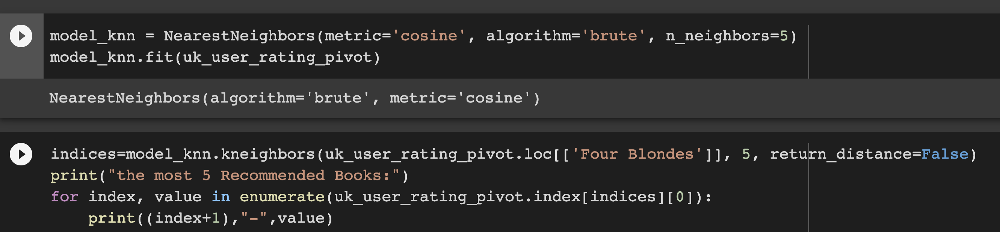 model_knn = NearestNeighbors(metric='cosine', algorithm='brute', n_neighbors=5)
model_knn.fit(uk_user_rating_pivot)
NearestNeighbors(algorithm='brute', metric='cosine')
indices=model_knn.kneighbors(uk_user_rating_pivot.loc[['Four Blondes']], 5, return_distance=False)
print("the most 5 Recommended Books:")
for index, value in enumerate(uk_user_rating_pivot.index[indices][0]):
    print((index+1),"-",value)